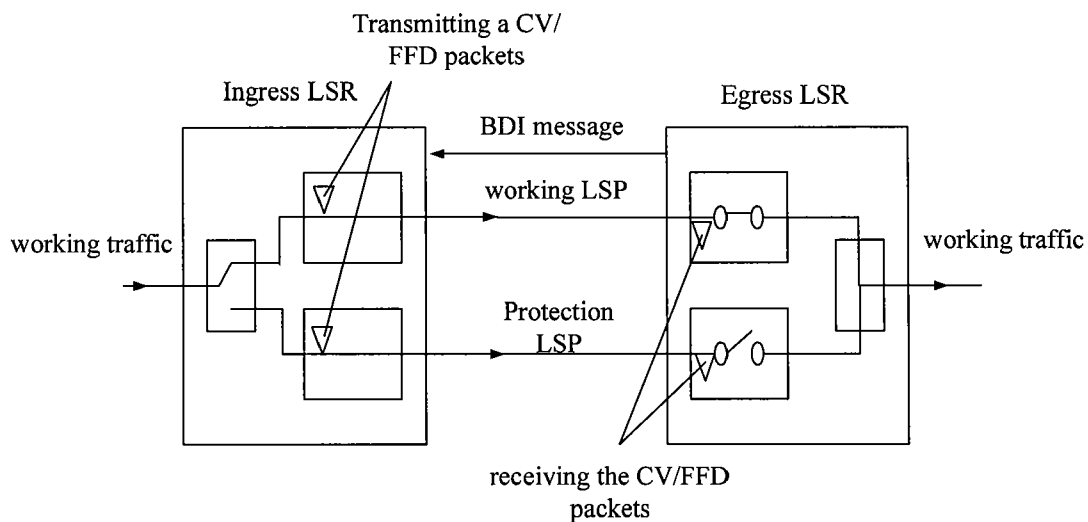 Transmitting a CV/
FFD packets
Ingress LSR
Egress LSR
BDI message
working LSP
working traffic
working traffic
Protection
LSP
receiving the CV/FFD
packets